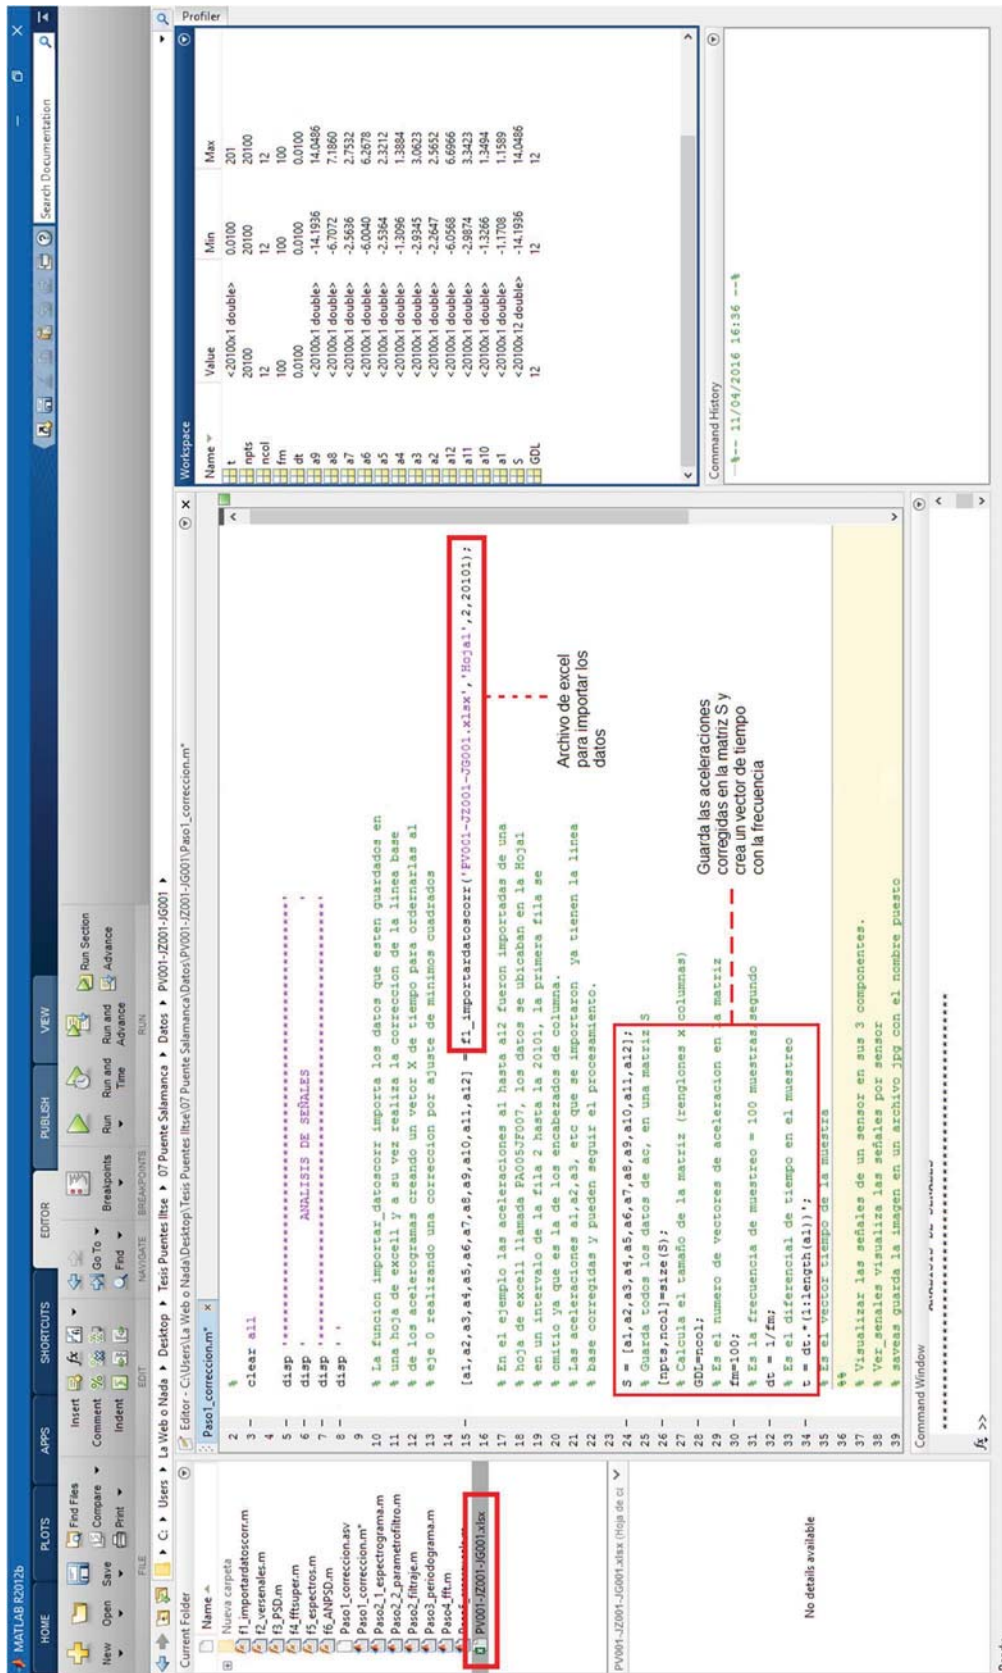 MATLAB R2012b
HOME
PLOTS
APPS
SHORTCUTS
EDITOR
PUBLISH
VIEW
Search Documentation
New
Open
Save
Find Files
Compare
Print
Insert
Comment
Indent
Go To
Find
Breakpoints
Run
Run and Time
Run and Advance
Run Section
Advance
FILE
EDIT
NAVIGATE
BREAKPOINTS
RUN
C: Users La Web o Nada Desktop Tesis Puentes Iltse 07 Puente Salamanca Datos PV001-JZ001-JG001
Current Folder
Name
Nueva carpeta
f1_importardatoscorr.m
f2_versenales.m
f3_PSD.m
f4_fftsuper.m
f5_espectros.m
f6_ANPSD.m
Paso1_correccion.asv
Paso1_correccion.m*
Paso2_1_espectrograma.m
Paso2_2_parametrofiltro.m
Paso2_filtraje.m
Paso3_periodograma.m
Paso4_fft.m
PV001-JZ001-JG001.xlsx
PV001-JZ001-JG001.xlsx (Hoja de cá
No details available
Editor - C:\Users\La Web o Nada\Desktop\Tesis Puentes Iltse\07 Puente Salamanca\Datos\PV001-JZ001-JG001\Paso1_correccion.m*
Paso1_correccion.m*
2 %
3 clear all
4
5 disp '****************************************'
6 disp ' ANALISIS DE SEÑALES '
7 disp '****************************************'
8 disp ' '
9
10 % La funcion importar_datoscorr importa los datos que esten guardados en
11 % una hoja de excell y a su vez realiza la correccion de la linea base
12 % de los acelerogramas creando un vetor X de tiempo para ordernarlas al
13 % eje 0 realizando una correccion por ajuste de minimos cuadrados
14
15 [a1,a2,a3,a4,a5,a6,a7,a8,a9,a10,a11,a12] = f1_importardatoscorr('PV001-JZ001-JG001.xlsx','Hoja1',2,20101);
16
17 % En el ejemplo las aceleraciones a1 hasta a12 fueron importadas de una
18 % hoja de excell llamada PA005JF007, los datos se ubicaban en la Hoja1
19 % en un intervalo de la fila 2 hasta la 20101, la primera fila se
20 % omitio ya que es la de los encabezados de columna.
21 % Las aceleraciones a1,a2,a3, etc que se importaron ya tienen la linea
22 % base corregidas y pueden seguir el procesamiento.
23
24 S = [a1,a2,a3,a4,a5,a6,a7,a8,a9,a10,a11,a12];
25 % Guarda todos los datos de ac, en una matriz S
26 [npts,ncol]=size(S);
27 % Calcula el tamaño de la matriz (renglones x columnas)
28 GDL=ncol;
29 % Es el numero de vectores de aceleracion en la matriz
30 fm=100;
31 % Es la frecuencia de muestreo = 100 muestras segundo
32 dt = 1/fm;
33 % Es el diferencial de tiempo en el muestreo
34 t = dt.*(1:length(a1))';
35 % Es el vector tiempo de la muestra
36 %%
37 % Visualizar las señales de un sensor en sus 3 componentes.
38 % Ver_senales visualiza las señales por sensor
39 % saveas guarda la imagen en un archivo jpg con el nombre puesto
Archivo de excel
para importar los
datos
Guarda las aceleraciones
corregidas en la matriz S y
crea un vector de tiempo
con la frecuencia
Command Window
****************************************
fx >>
Workspace
Name Value Min Max
t <20100x1 double> 0.0100 201
npts 20100 20100 20100
ncol 12 12 12
fm 100 100 100
dt 0.0100 0.0100 0.0100
a9 <20100x1 double> -14.1936 14.0486
a8 <20100x1 double> -6.7072 7.1860
a7 <20100x1 double> -2.5636 2.7532
a6 <20100x1 double> -6.0040 6.2678
a5 <20100x1 double> -2.5364 2.3212
a4 <20100x1 double> -1.3096 1.3884
a3 <20100x1 double> -2.9345 3.0623
a2 <20100x1 double> -2.2647 2.5652
a12 <20100x1 double> -6.0568 6.6966
a11 <20100x1 double> -2.9874 3.3423
a10 <20100x1 double> -1.3266 1.3494
a1 <20100x1 double> -1.1708 1.1589
S <20100x12 double> -14.1936 14.0486
GDL 12 12 12
Profiler
Command History
%-- 11/04/2016 16:36 --%